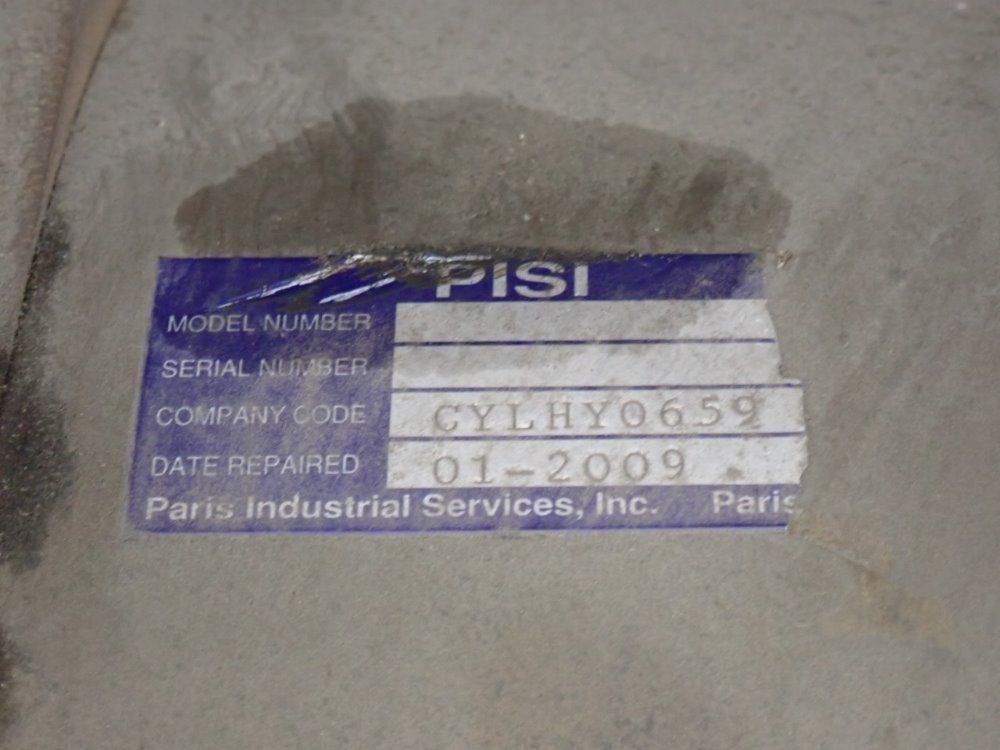 PISI
MODEL NUMBER
SERIAL NUMBER
COMPANY CODE CYLHY0659
DATE REPAIRED 01-2009
Paris Industrial Services, Inc. Paris